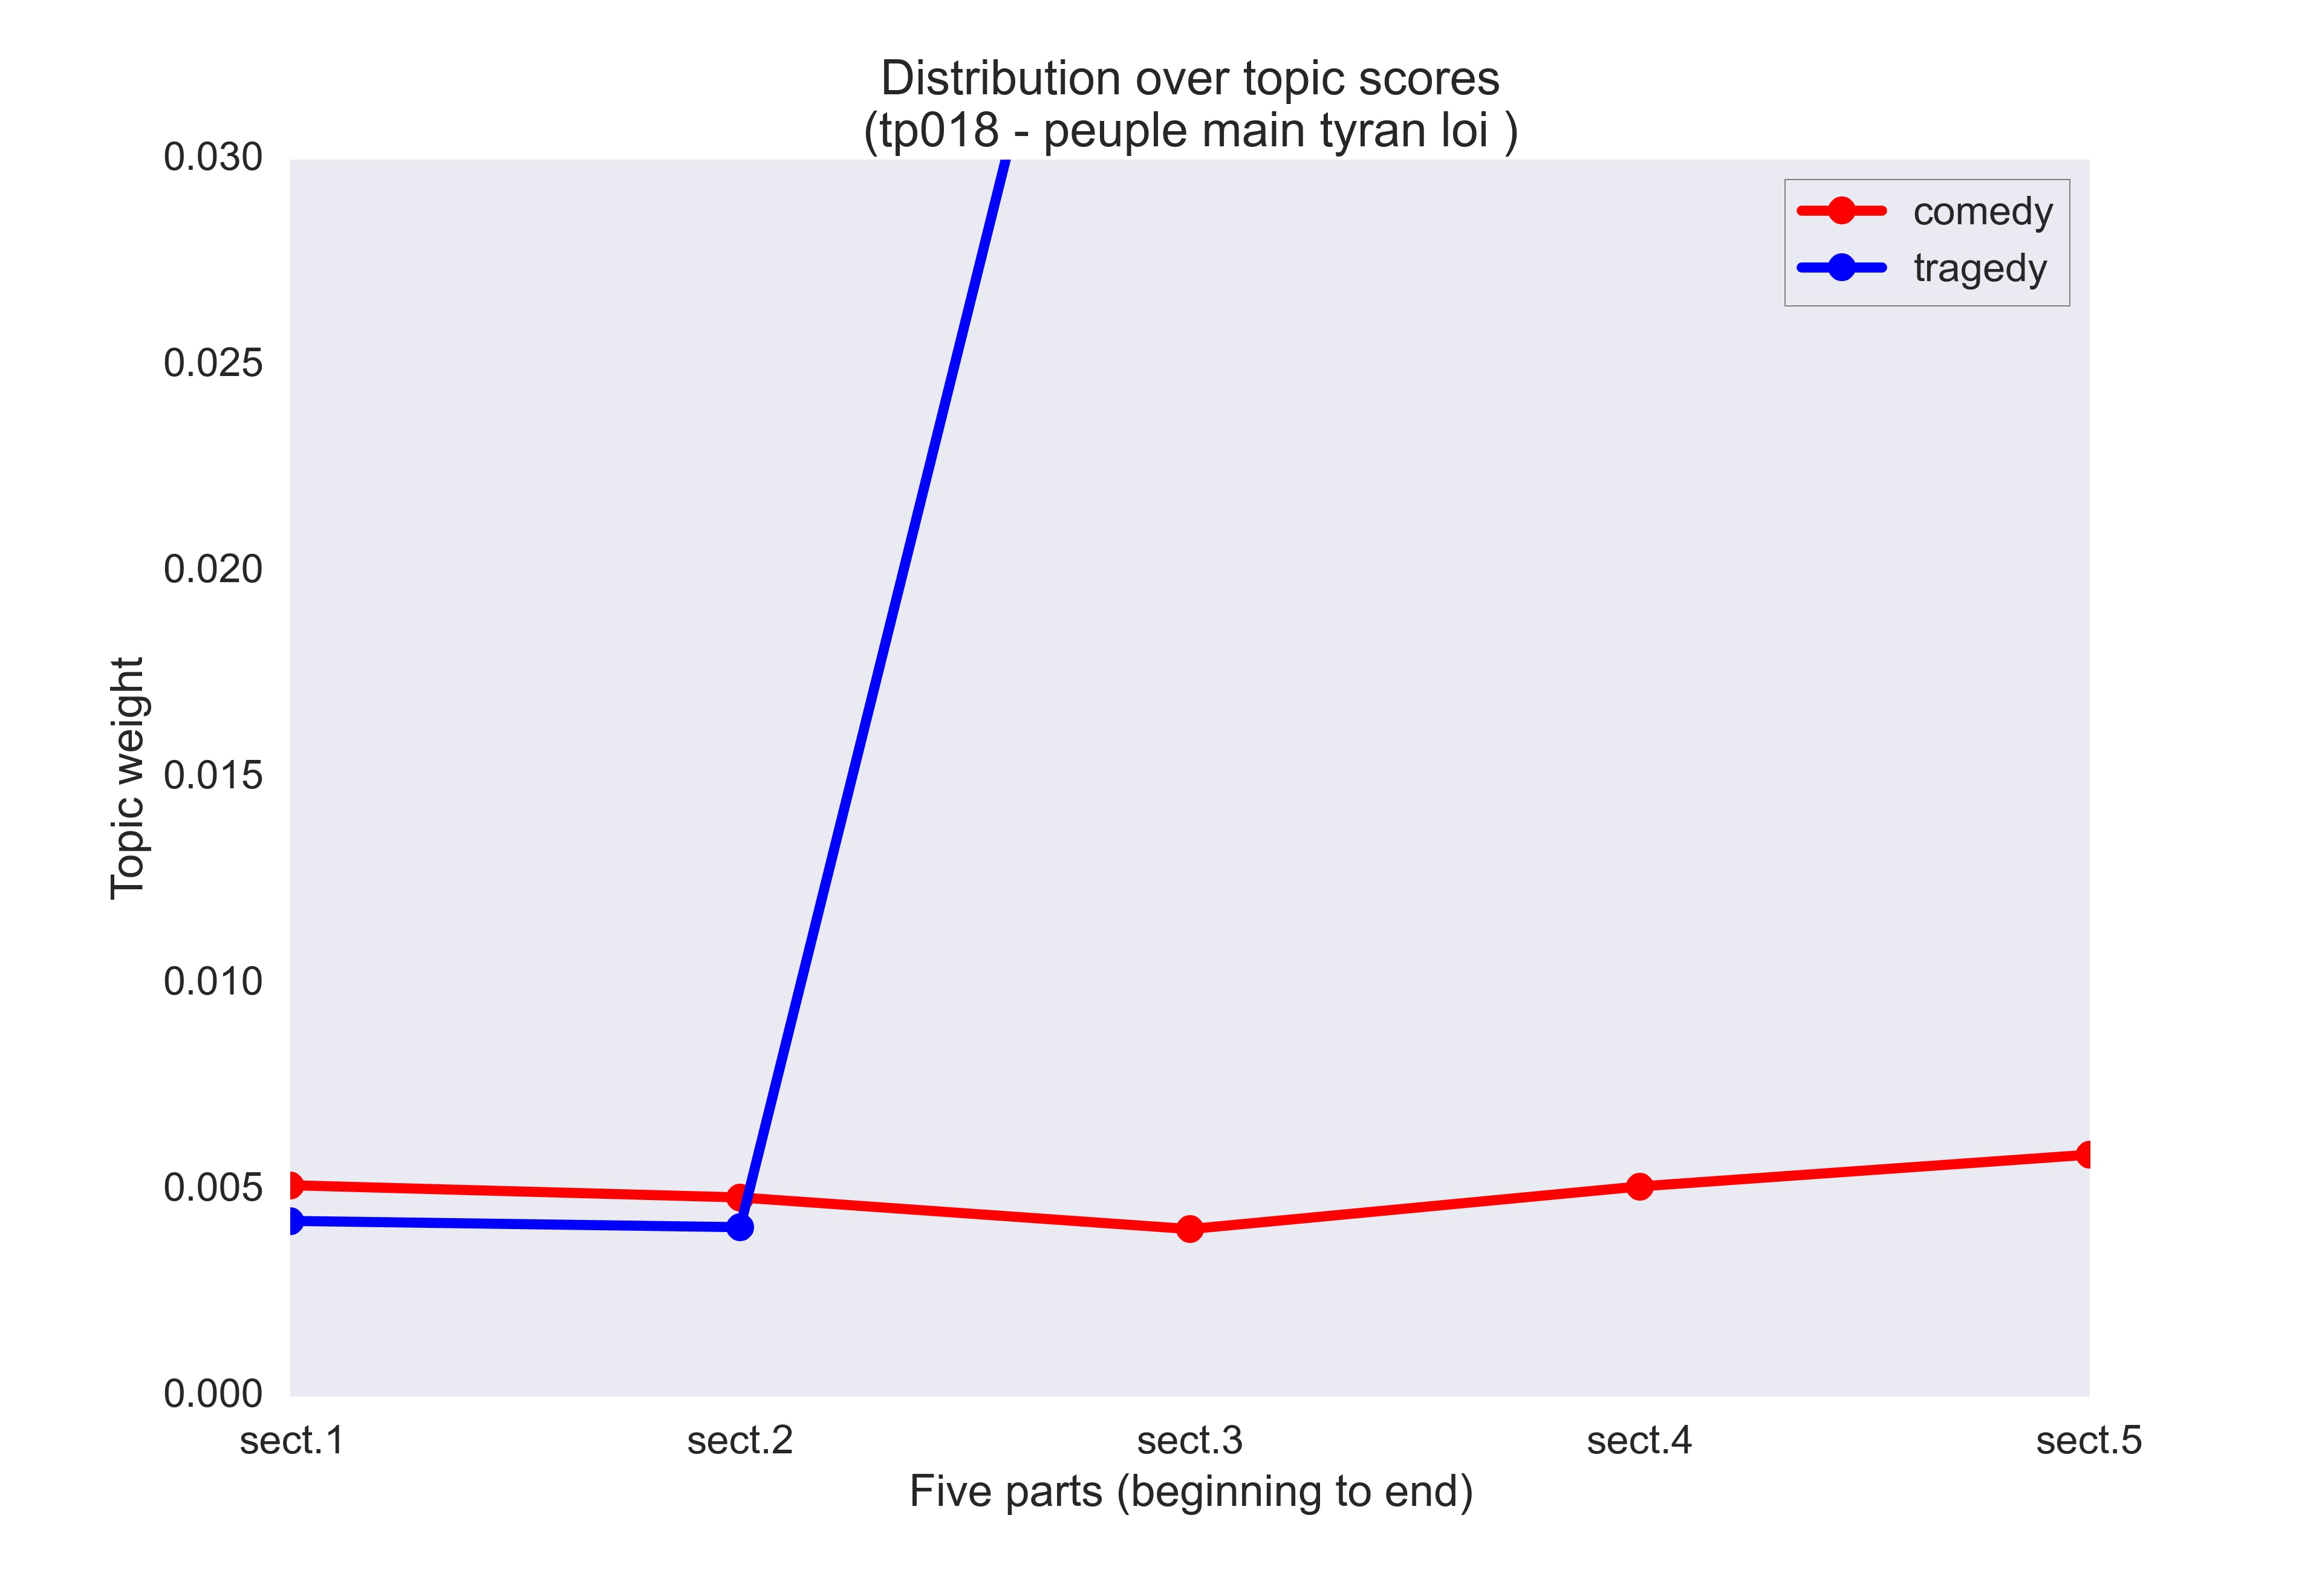 Distribution over topic scores
(tp018 - peuple main tyran loi )
0.030
comedy
tragedy
0.025
0.020
0.015
0.010
0.005
0.000
Topic weight
sect.1 sect.2 sect.3 sect.4 sect.5
Five parts (beginning to end)